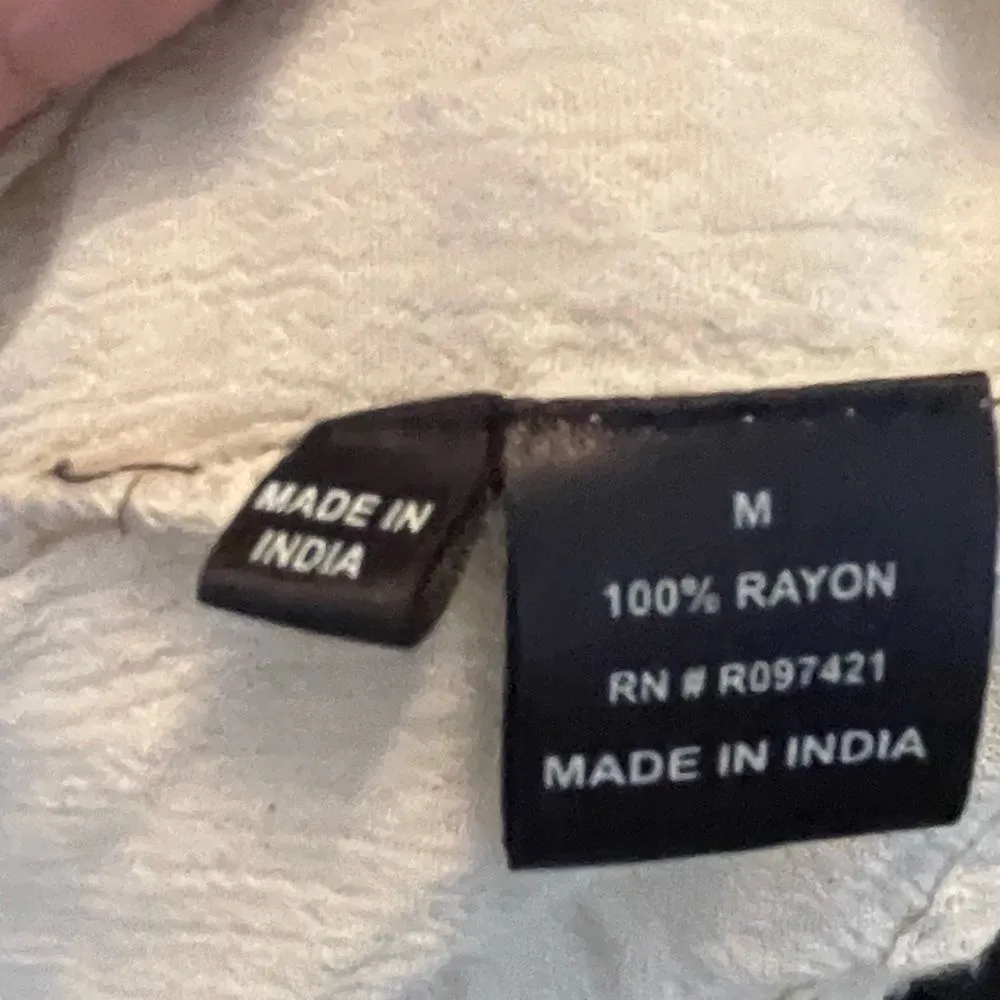 MADE IN
INDIA
M
100% RAYON
RN # R097421
MADE IN INDIA